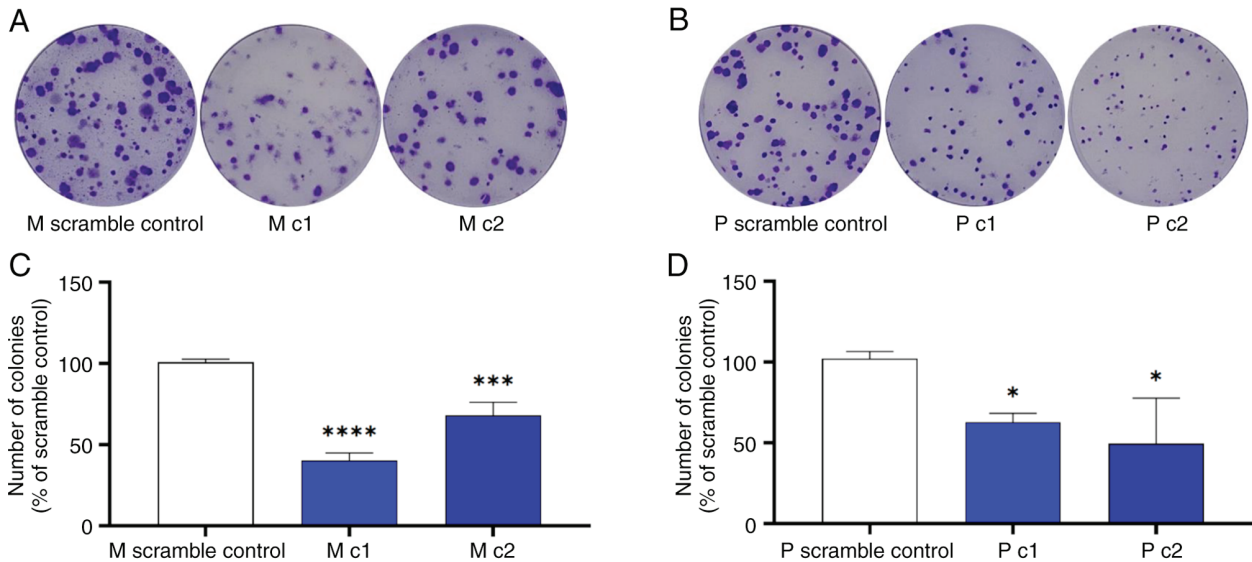 A
B
M scramble control
M c1
M c2
P scramble control
P c1
P c2
C
Number of colonies
(% of scramble control)
150
100
50
0
****
***
M scramble control
M c1
M c2
D
Number of colonies
(% of scramble control)
150
100
50
0
*
*
P scramble control
P c1
P c2